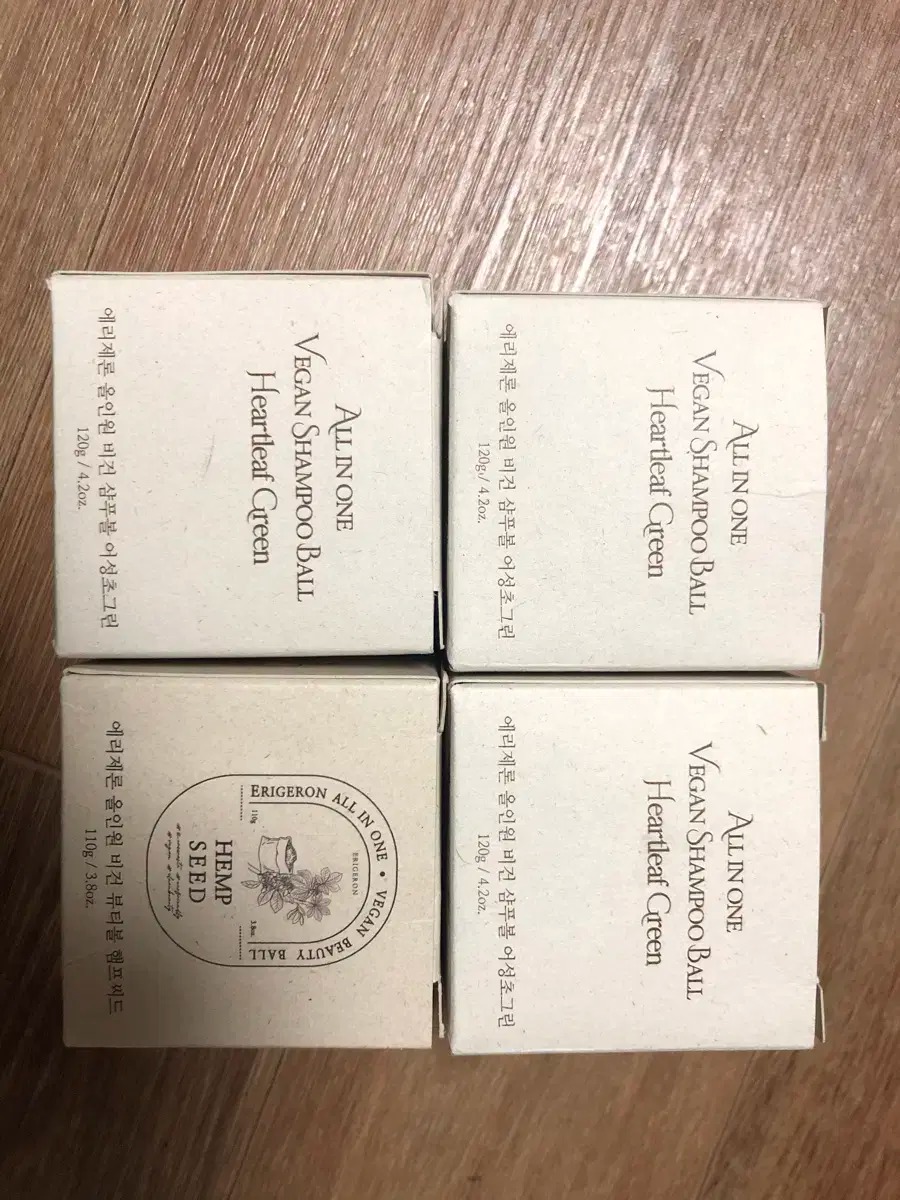 ALL IN ONE
VEGAN SHAMPOO BALL
Heartleaf Green
에리제론 올인원 비건 샴푸볼 어성초그린
120g / 4.2oz.
ALL IN ONE
VEGAN SHAMPOO BALL
Heartleaf Green
에리제론 올인원 비건 샴푸볼 어성초그린
120g / 4.2oz.
ALL IN ONE
VEGAN SHAMPOO BALL
Heartleaf Green
에리제론 올인원 비건 샴푸볼 어성초그린
120g / 4.2oz.
ERIGERON ALL IN ONE • VEGAN BEAUTY BALL
ERIGERON
110g
3.8oz.
HEMP
SEED
에리제론 올인원 비건 뷰티볼 햄프씨드
110g / 3.8oz.